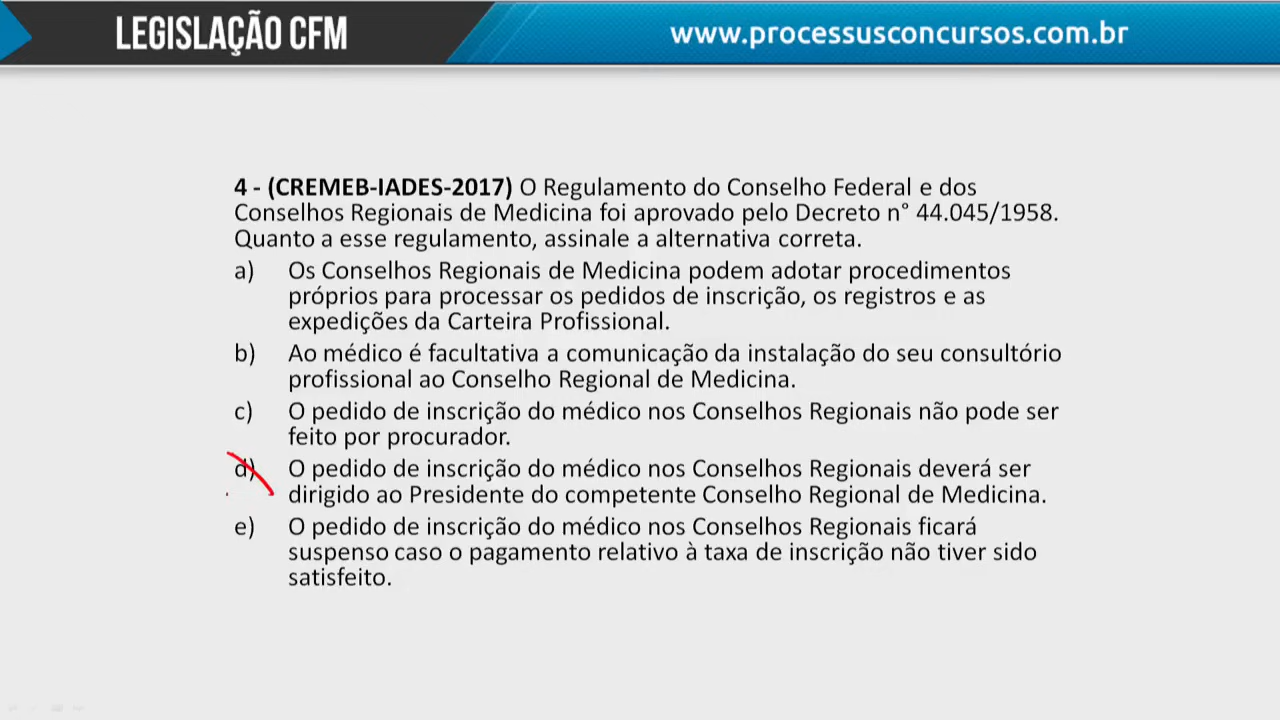 LEGISLAÇÃO CFM
www.processusconcursos.com.br
4 - (CREMEB-IADES-2017) O Regulamento do Conselho Federal e dos
Conselhos Regionais de Medicina foi aprovado pelo Decreto n° 44.045/1958.
Quanto a esse regulamento, assinale a alternativa correta.
a) Os Conselhos Regionais de Medicina podem adotar procedimentos
próprios para processar os pedidos de inscrição, os registros e as
expedições da Carteira Profissional.
b) Ao médico é facultativa a comunicação da instalação do seu consultório
profissional ao Conselho Regional de Medicina.
c) O pedido de inscrição do médico nos Conselhos Regionais não pode ser
feito por procurador.
d) O pedido de inscrição do médico nos Conselhos Regionais deverá ser
dirigido ao Presidente do competente Conselho Regional de Medicina.
e) O pedido de inscrição do médico nos Conselhos Regionais ficará
suspenso caso o pagamento relativo à taxa de inscrição não tiver sido
satisfeito.